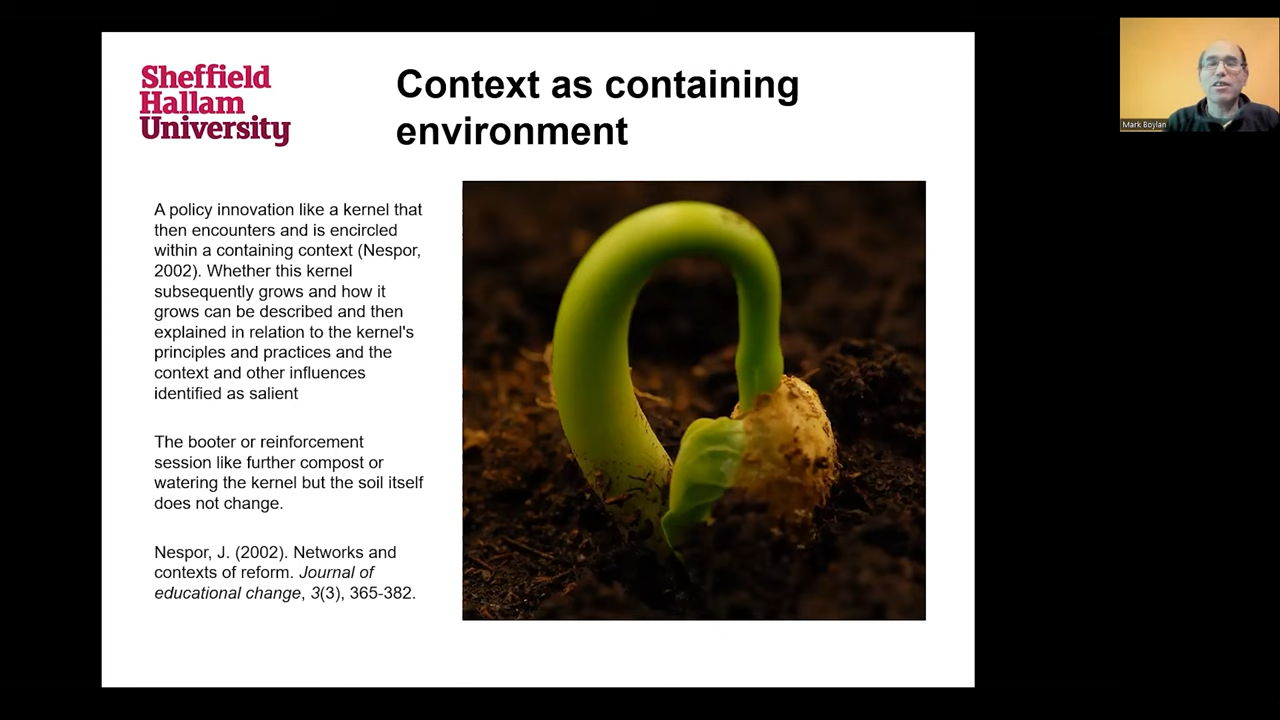 Sheffield
Hallam
University
Context as containing
environment
A policy innovation like a kernel that
then encounters and is encircled
within a containing context (Nespor,
2002). Whether this kernel
subsequently grows and how it
grows can be described and then
explained in relation to the kernel's
principles and practices and the
context and other influences
identified as salient
The booter or reinforcement
session like further compost or
watering the kernel but the soil itself
does not change.
Nespor, J. (2002). Networks and
contexts of reform. Journal of
educational change, 3(3), 365-382.
Mark Boylan